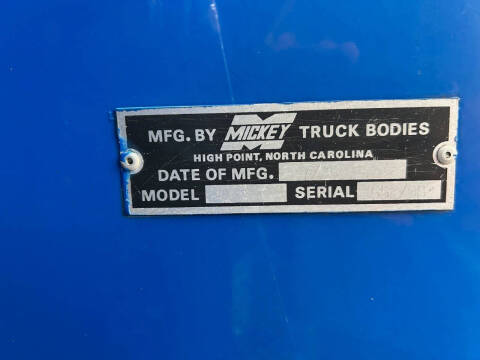 MFG. BY MICKEY TRUCK BODIES
HIGH POINT, NORTH CAROLINA
DATE OF MFG.
MODEL SERIAL